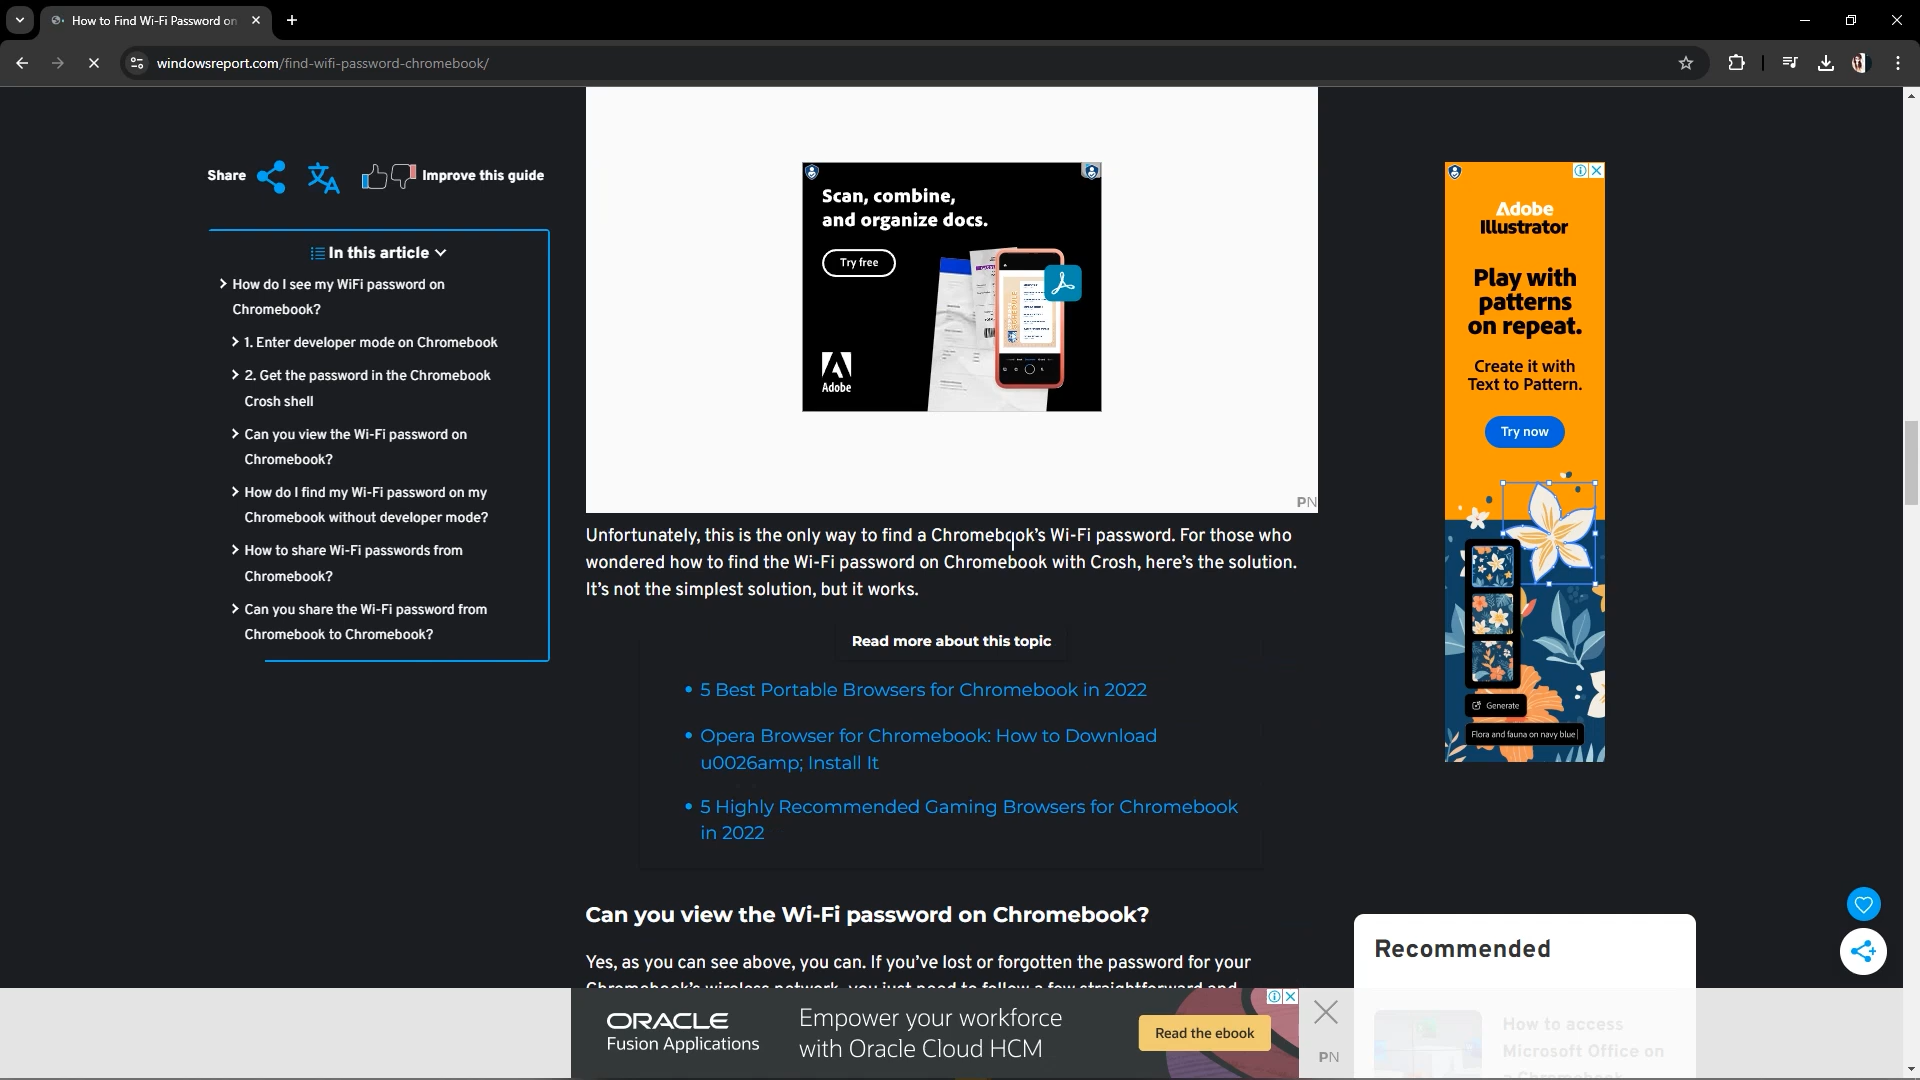 How to Find Wi-Fi Password on
windowsreport.com/find-wifi-password-chromebook/
Share
Improve this guide
In this article
How do I see my WiFi password on
Chromebook?
1. Enter developer mode on Chromebook
2. Get the password in the Chromebook
Crosh shell
Can you view the Wi-Fi password on
Chromebook?
How do I find my Wi-Fi password on my
Chromebook without developer mode?
How to share Wi-Fi passwords from
Chromebook?
Can you share the Wi-Fi password from
Chromebook to Chromebook?
Scan, combine,
and organize docs.
Try free
Adobe
PN
Unfortunately, this is the only way to find a Chromebook's Wi-Fi password. For those who
wondered how to find the Wi-Fi password on Chromebook with Crosh, here's the solution.
It's not the simplest solution, but it works.
Read more about this topic
• 5 Best Portable Browsers for Chromebook in 2022
• Opera Browser for Chromebook: How to Download
u0026amp; Install It
• 5 Highly Recommended Gaming Browsers for Chromebook
in 2022
Can you view the Wi-Fi password on Chromebook?
Yes, as you can see above, you can. If you've lost or forgotten the password for your
Chromebook's wireless network, you just need to follow a few straightforward and
Adobe
Illustrator
Play with
patterns
on repeat.
Create it with
Text to Pattern.
Try now
Generate
Flora and fauna on navy blue
Recommended
How to access
Microsoft Office on
a Chromebook
ORACLE
Fusion Applications
Empower your workforce
with Oracle Cloud HCM
Read the ebook
PN